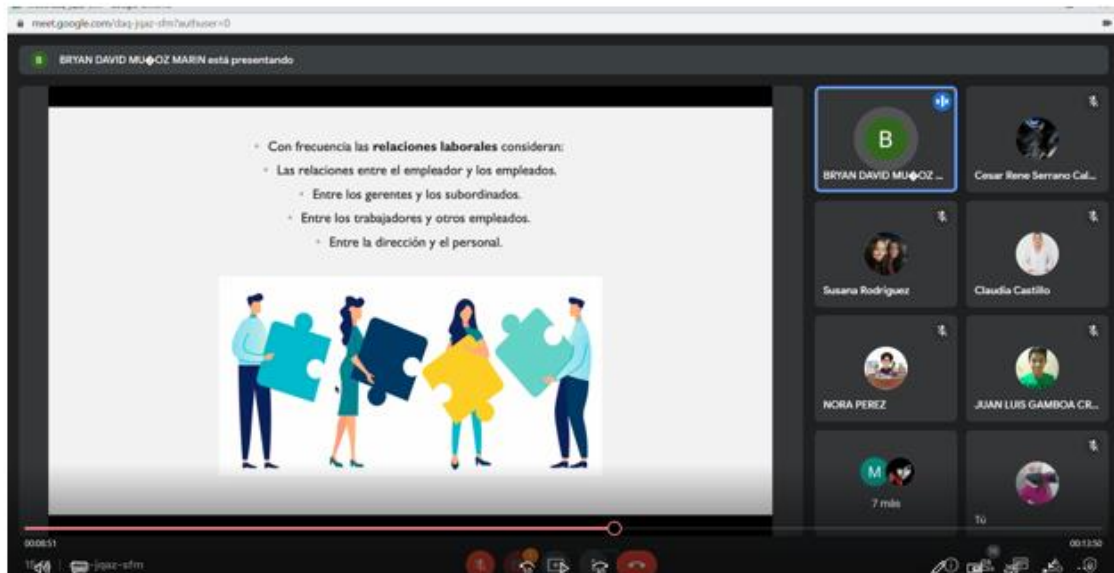 meet.google.com/daq-jqaz-sfm?authuser=0
B BRYAN DAVID MU�OZ MARIN está presentando
• Con frecuencia las relaciones laborales consideran:
• Las relaciones entre el empleador y los empleados.
• Entre los gerentes y los subordinados.
• Entre los trabajadores y otros empleados.
• Entre la dirección y el personal.
B
BRYAN DAVID MU�OZ ...
Cesar Rene Serrano Cal...
Susana Rodriguez
Claudia Castillo
NORA PEREZ
JUAN LUIS GAMBOA CR...
M
7 más
Tú
00:08:51
00:13:50
jqaz-sfm